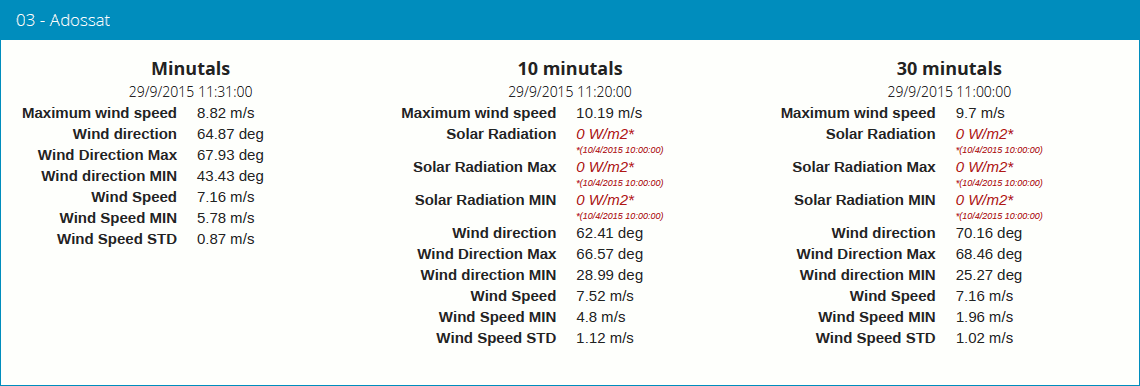 03 - Adossat
Minutals
29/9/2015 11:31:00
Maximum wind speed 8.82 m/s
Wind direction 64.87 deg
Wind Direction Max 67.93 deg
Wind direction MIN 43.43 deg
Wind Speed 7.16 m/s
Wind Speed MIN 5.78 m/s
Wind Speed STD 0.87 m/s
10 minutals
29/9/2015 11:20:00
Maximum wind speed 10.19 m/s
Solar Radiation 0 W/m2*
*(10/4/2015 10:00:00)
Solar Radiation Max 0 W/m2*
*(10/4/2015 10:00:00)
Solar Radiation MIN 0 W/m2*
*(10/4/2015 10:00:00)
Wind direction 62.41 deg
Wind Direction Max 66.57 deg
Wind direction MIN 28.99 deg
Wind Speed 7.52 m/s
Wind Speed MIN 4.8 m/s
Wind Speed STD 1.12 m/s
30 minutals
29/9/2015 11:00:00
Maximum wind speed 9.7 m/s
Solar Radiation 0 W/m2*
*(10/4/2015 10:00:00)
Solar Radiation Max 0 W/m2*
*(10/4/2015 10:00:00)
Solar Radiation MIN 0 W/m2*
*(10/4/2015 10:00:00)
Wind direction 70.16 deg
Wind Direction Max 68.46 deg
Wind direction MIN 25.27 deg
Wind Speed 7.16 m/s
Wind Speed MIN 1.96 m/s
Wind Speed STD 1.02 m/s